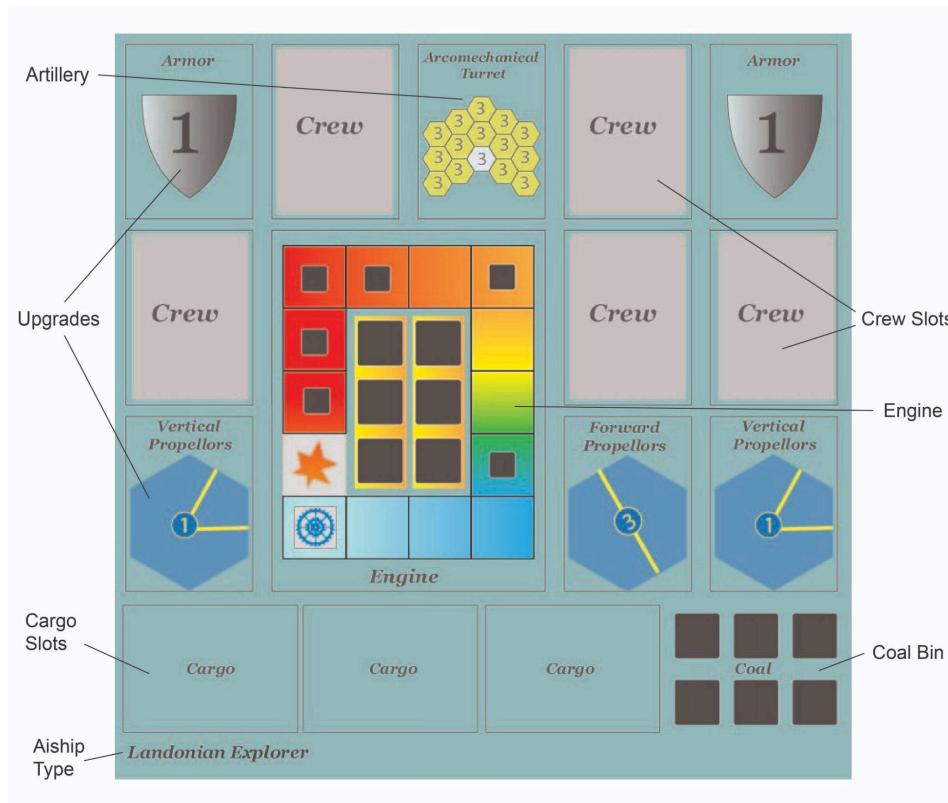 Armor
1
Crew
Arcomechanical
Turret
3
3 3
3 3 3
3 3
3 3 3
3 3
3 3
Crew
Armor
1
Artillery
Upgrades
Crew
Crew
Crew
Crew Slots
Engine
Vertical
Propellors
1
Engine
Forward
Propellors
3
Vertical
Propellors
1
Cargo
Slots
Cargo
Cargo
Cargo
Coal
Coal Bin
Aiship
Type
Landonian Explorer